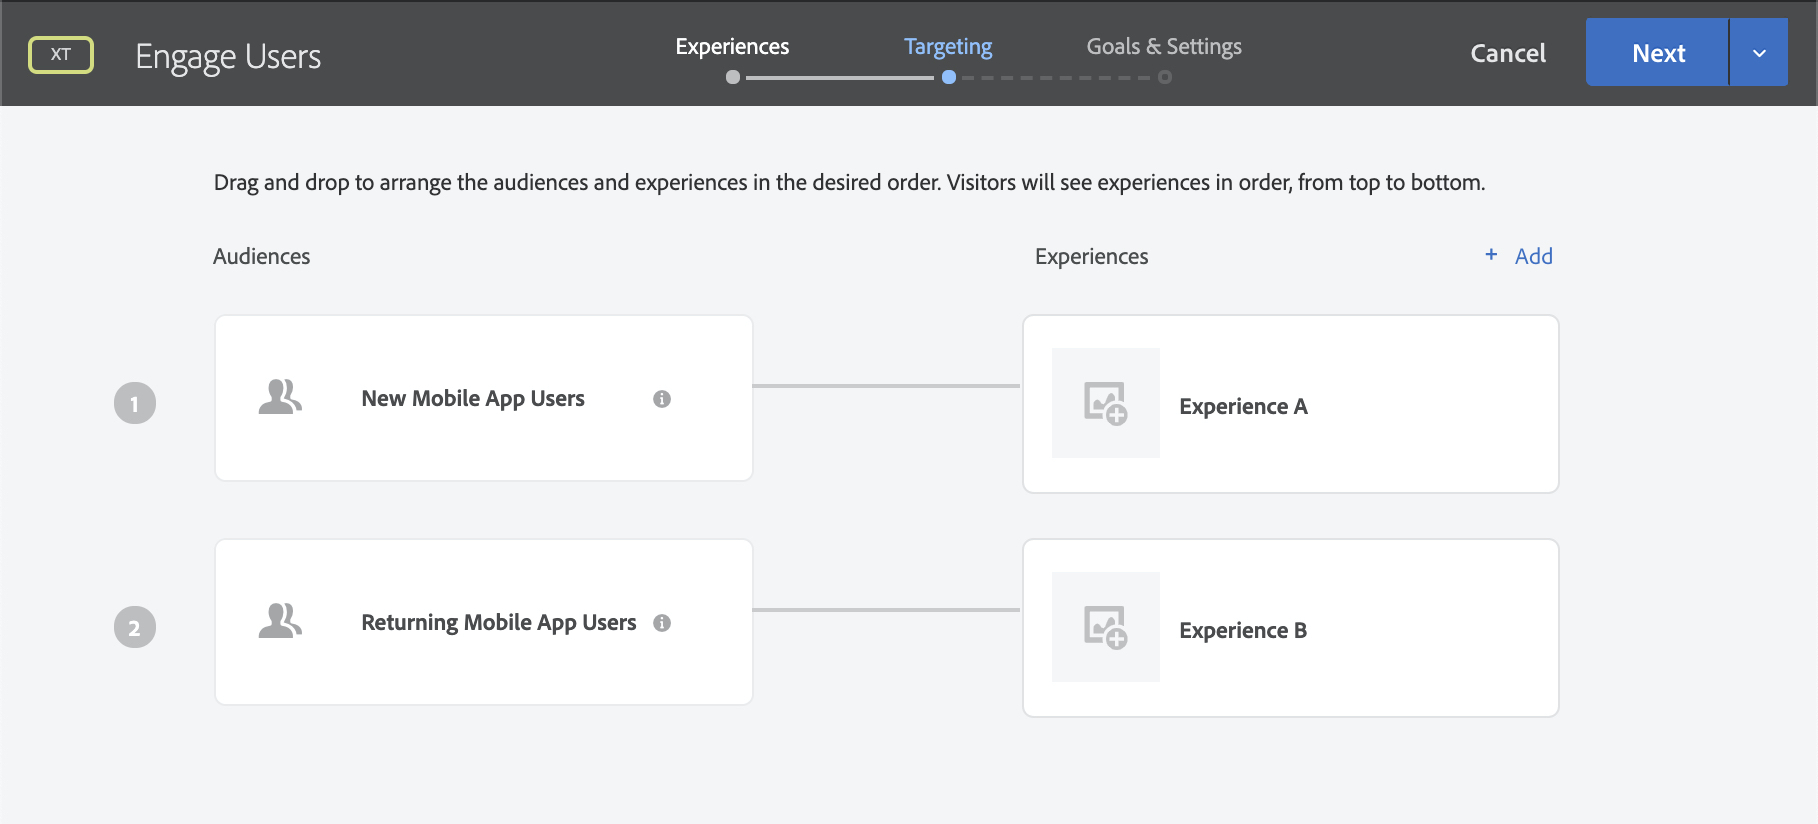 XT
Engage Users
Experiences
Targeting
Goals & Settings
Cancel
Next
Drag and drop to arrange the audiences and experiences in the desired order. Visitors will see experiences in order, from top to bottom.
Audiences
Experiences
+ Add
1
New Mobile App Users
Experience A
2
Returning Mobile App Users
Experience B